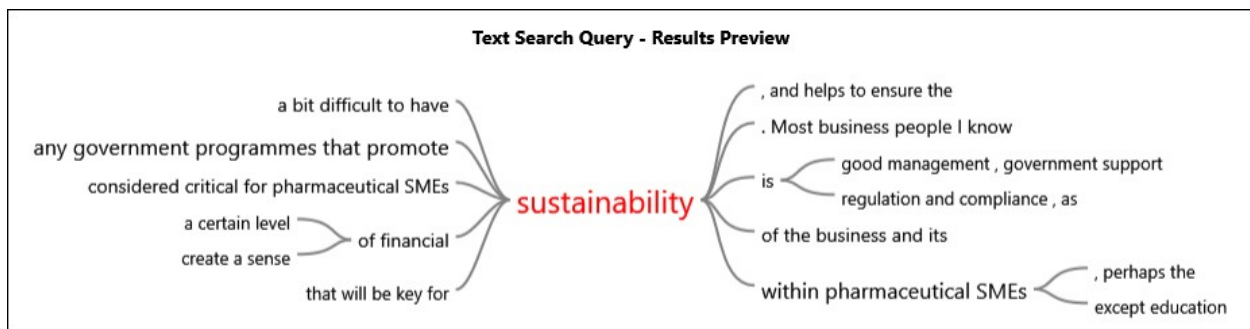 Text Search Query - Results Preview
a bit difficult to have
any government programmes that promote
considered critical for pharmaceutical SMEs
a certain level
create a sense
of financial
that will be key for
sustainability
, and helps to ensure the
. Most business people I know
is
good management , government support
regulation and compliance , as
of the business and its
within pharmaceutical SMEs
, perhaps the
except education